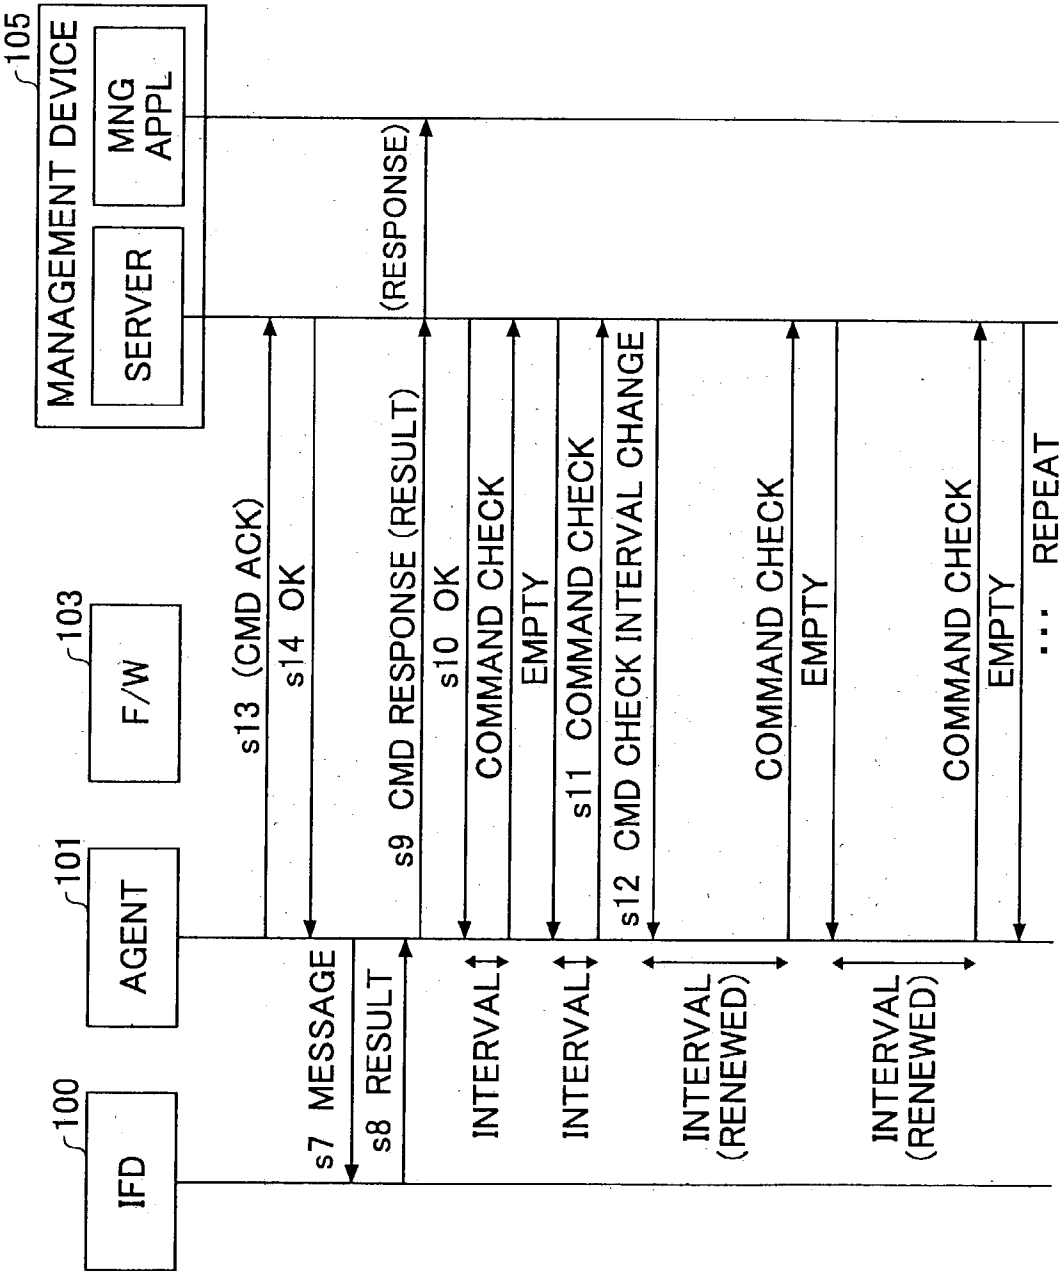 105
MANAGEMENT DEVICE
SERVER
MNG
APPL
103
F/W
101
AGENT
100
IFD
s13 (CMD ACK)
s14 OK
s7 MESSAGE
s8 RESULT
s9 CMD RESPONSE (RESULT)
(RESPONSE)
s10 OK
INTERVAL
COMMAND CHECK
EMPTY
INTERVAL
s11 COMMAND CHECK
s12 CMD CHECK INTERVAL CHANGE
INTERVAL
(RENEWED)
COMMAND CHECK
EMPTY
INTERVAL
(RENEWED)
COMMAND CHECK
EMPTY
... REPEAT